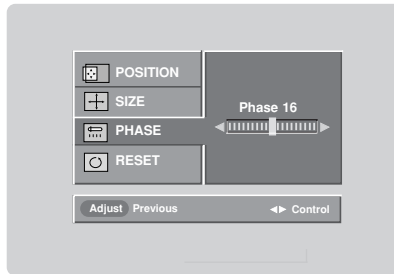 POSITION
SIZE
Phase 16
PHASE
RESET
Adjust Previous
◄► Control